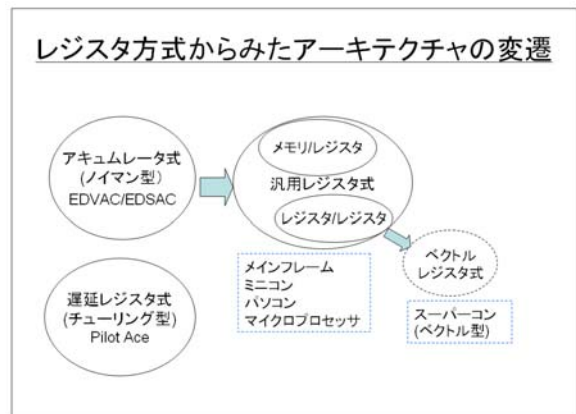 レジスタ方式からみたアーキテクチャの変遷
アキュムレータ式
(ノイマン型)
EDVAC/EDSAC
メモリ/レジスタ
汎用レジスタ式
レジスタ/レジスタ
ベクトル
レジスタ式
遅延レジスタ式
(チューリング型)
Pilot Ace
メインフレーム
ミニコン
パソコン
マイクロプロセッサ
スーパーコン
(ベクトル型)